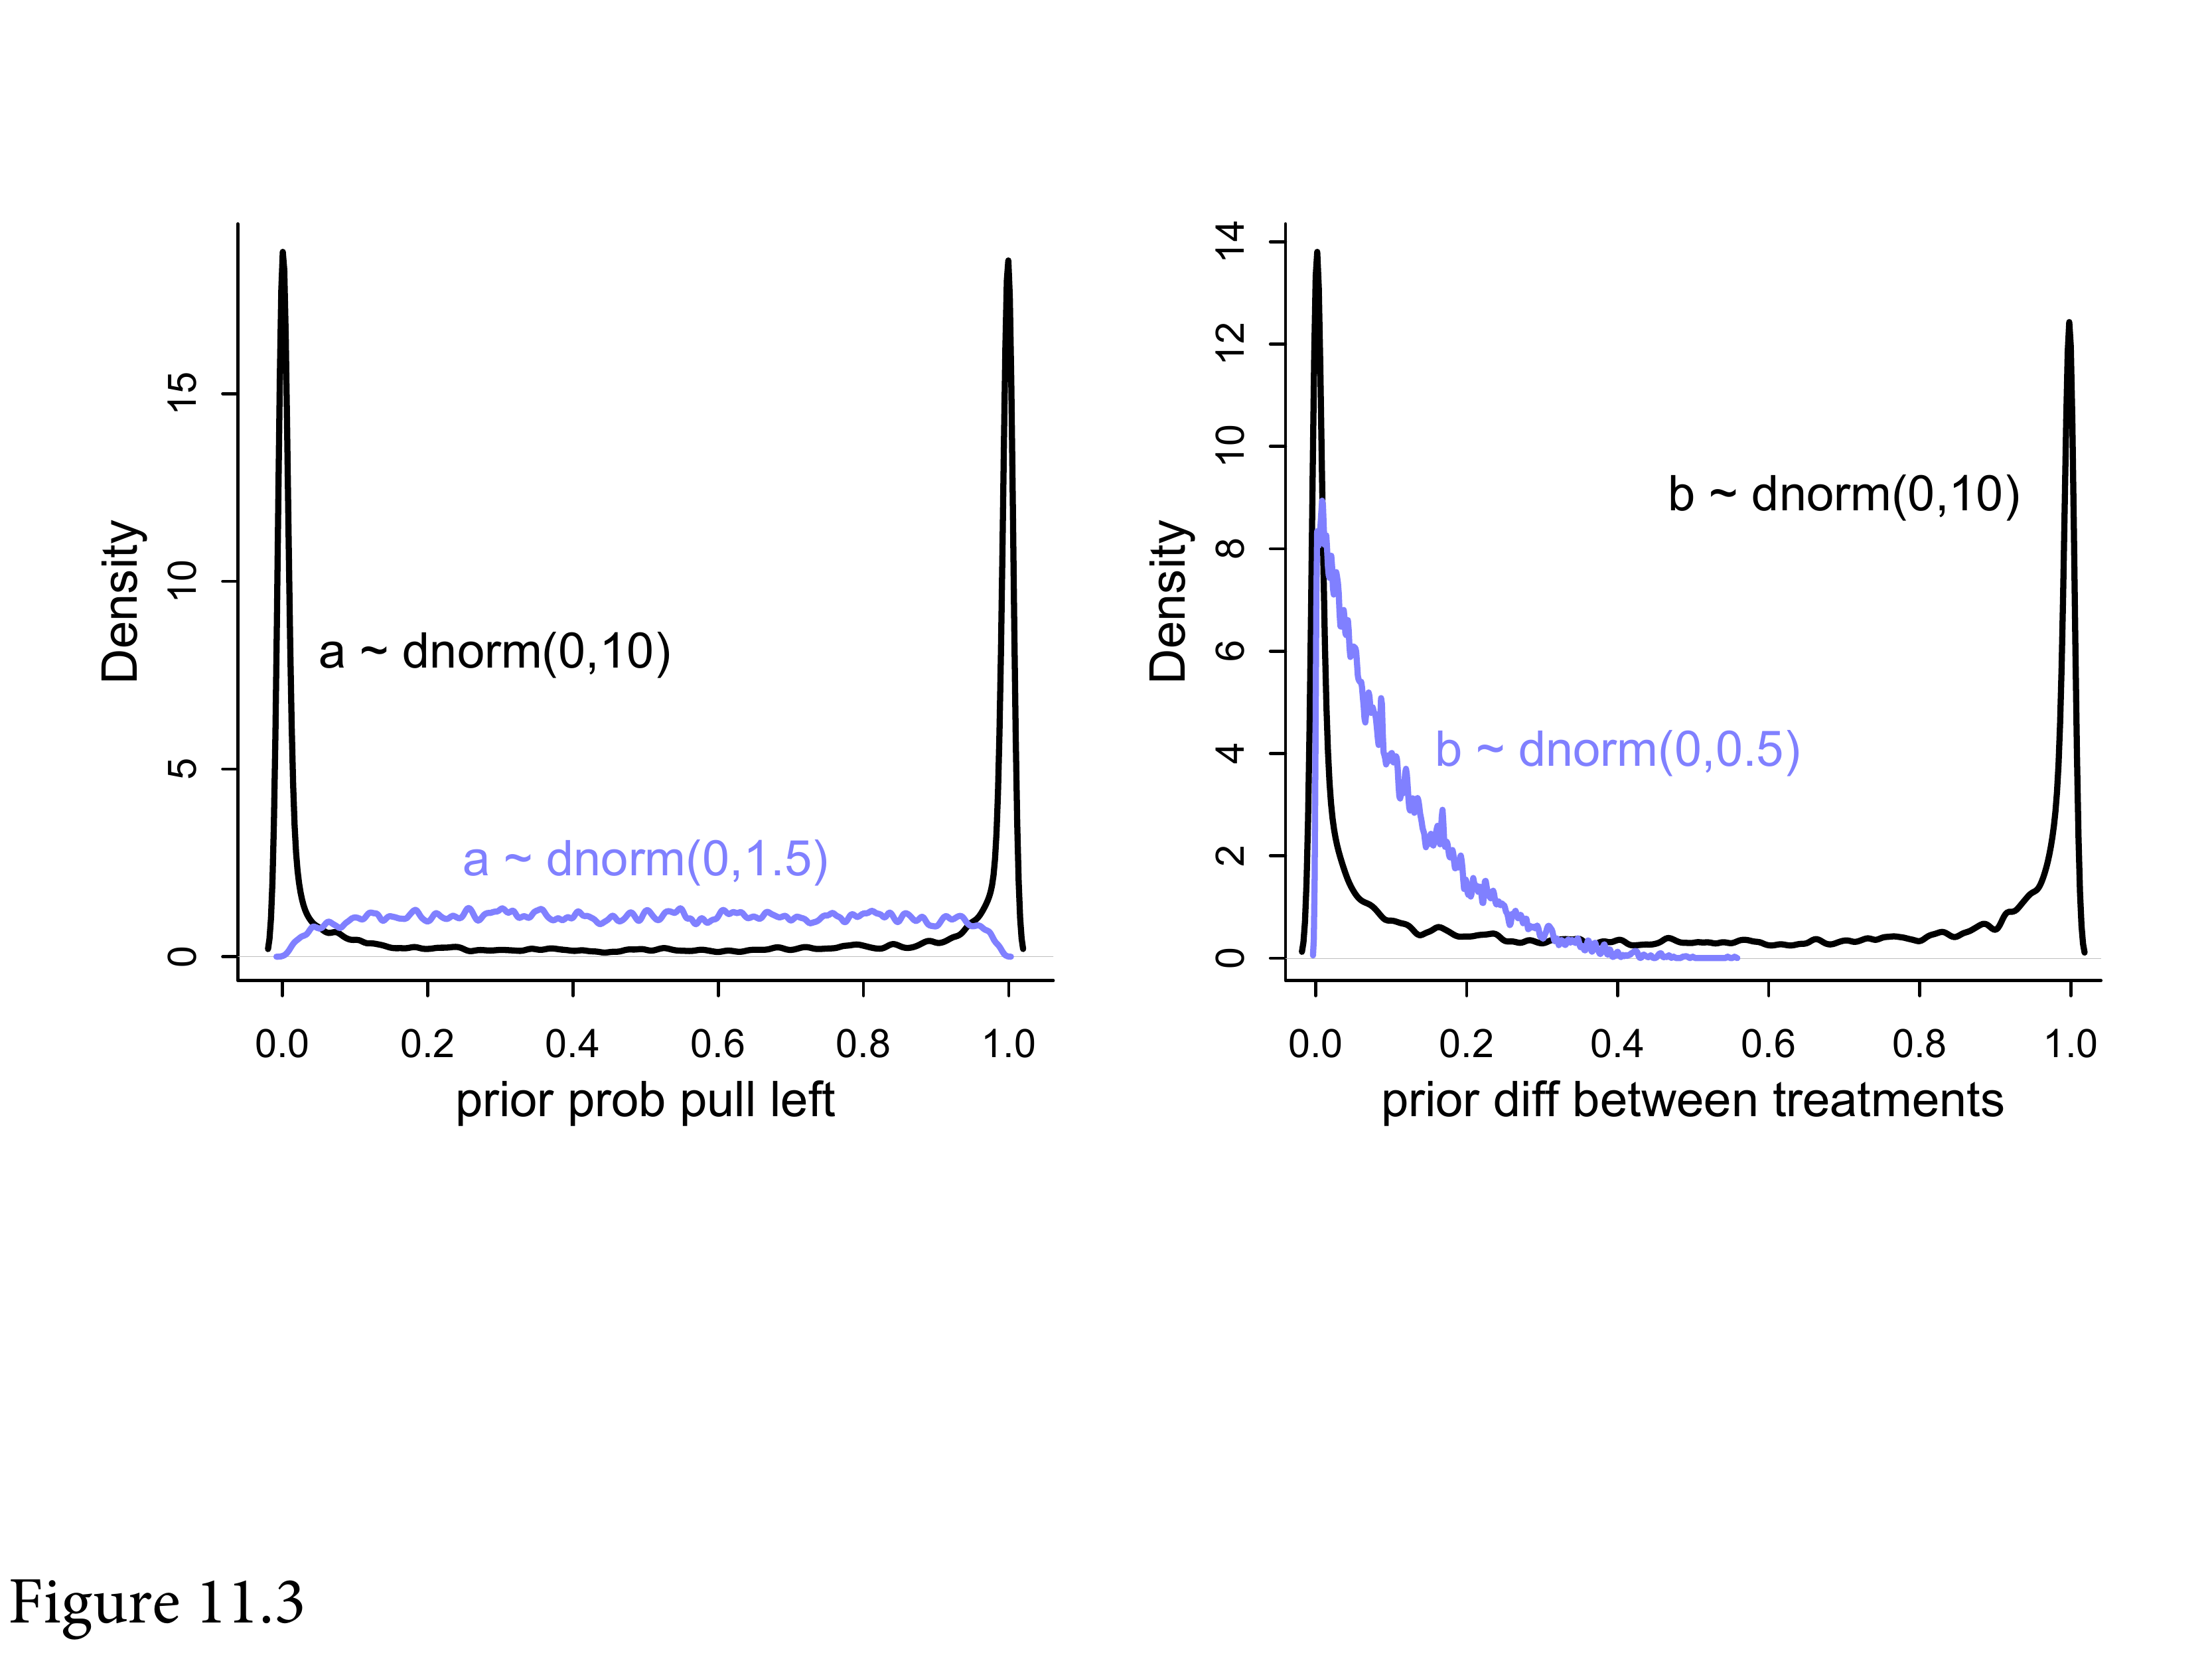 Density
15
10
5
0
a ~ dnorm(0,10)
a ~ dnorm(0,1.5)
0.0 0.2 0.4 0.6 0.8 1.0
prior prob pull left
Density
14
12
10
8
6
4
2
0
b ~ dnorm(0,10)
b ~ dnorm(0,0.5)
0.0 0.2 0.4 0.6 0.8 1.0
prior diff between treatments
Figure 11.3